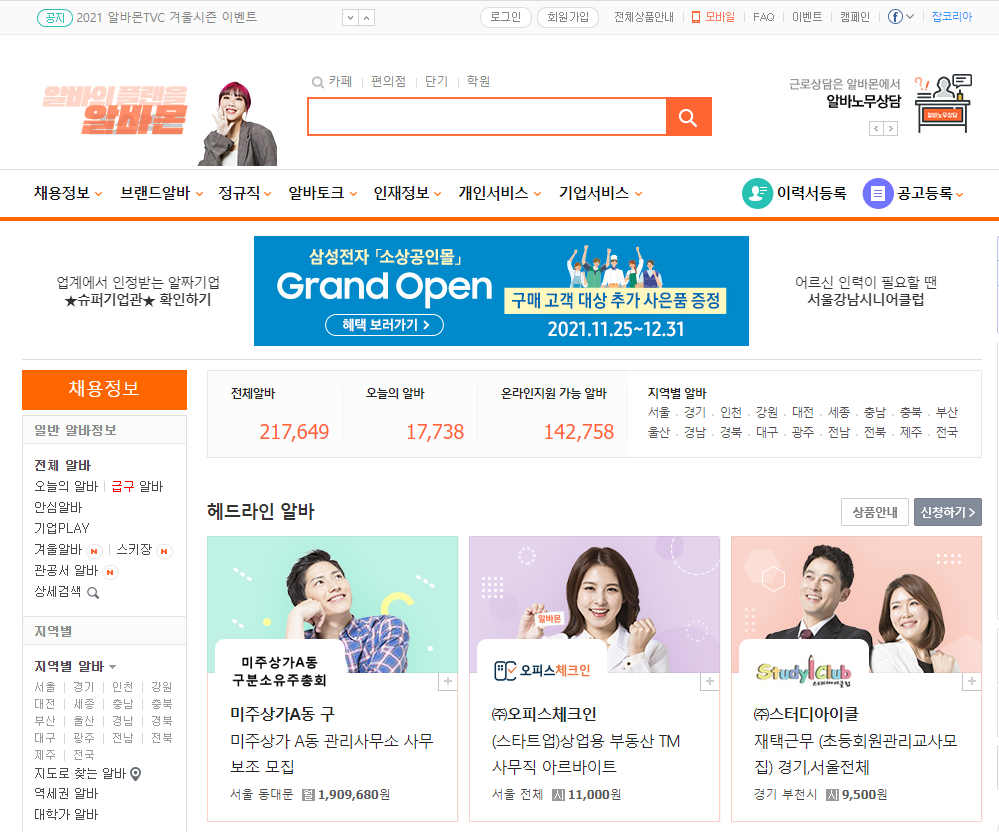 공지 2021 알바몬TVC 겨울시즌 이벤트
로그인 회원가입 전체상품안내 모바일 FAQ 이벤트 캠페인 잡코리아
알바의 플랜을
알바몬
카페 편의점 단기 학원
근로상담은 알바몬에서
알바노무상담
알바노무상담
채용정보 브랜드알바 정규직 알바토크 인재정보 개인서비스 기업서비스 이력서등록 공고등록
업계에서 인정받는 알짜기업
★슈퍼기업관★ 확인하기
삼성전자 「소상공인몰」
Grand Open
혜택 보러가기 >
구매 고객 대상 추가 사은품 증정
2021.11.25~12.31
어르신 인력이 필요할 땐
서울강남시니어클럽
채용정보
일반 알바정보
전체 알바
오늘의 알바 급구 알바
안심알바
기업PLAY
겨울알바 N 스키장 N
관공서 알바 N
상세검색
지역별
지역별 알바
서울 경기 인천 강원
대전 세종 충남 충북
부산 울산 경남 경북
대구 광주 전남 전북
제주 전국
지도로 찾는 알바
역세권 알바
대학가 알바
전체알바 오늘의 알바 온라인지원 가능 알바
217,649 17,738 142,758
지역별 알바
서울 . 경기 . 인천 . 강원 . 대전 . 세종 . 충남 . 충북 . 부산
울산 . 경남 . 경북 . 대구 . 광주 . 전남 . 전북 . 제주 . 전국
헤드라인 알바
상품안내 신청하기 >
미주상가A동
구분소유주총회
미주상가A동 구
미주상가 A동 관리사무소 사무
보조 모집
서울 동대문 월 1,909,680원
알바몬
오피스체크인
㈜오피스체크인
(스타트업)상업용 부동산 TM
사무직 아르바이트
서울 전체 시 11,000원
Study i Club
스터디아이클럽
㈜스터디아이클
재택근무 (초등회원관리교사모
집) 경기,서울전체
경기 부천시 시 9,500원